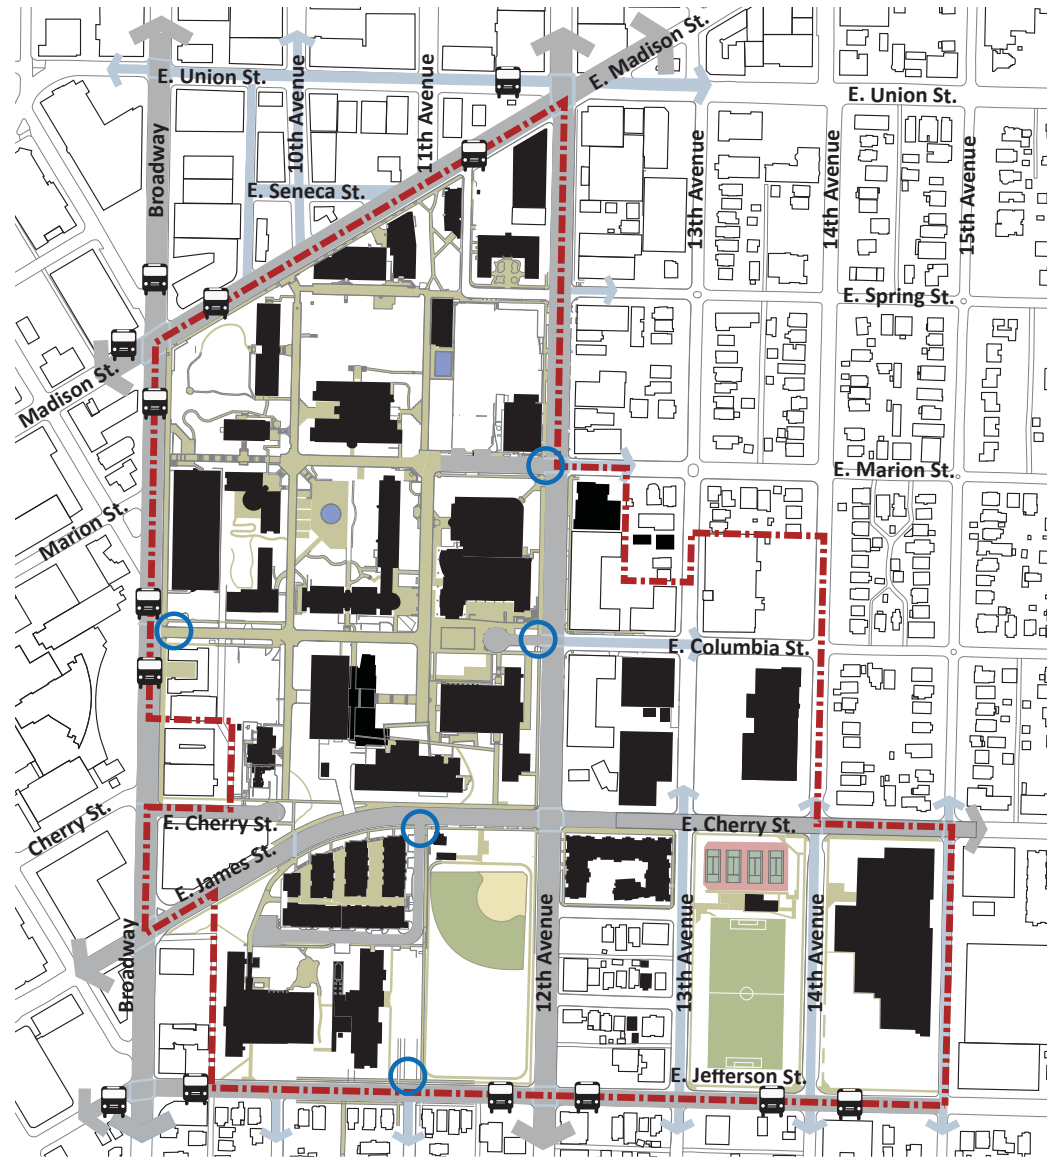 E. Madison St.
E. Union St.
10th Avenue
11th Avenue
E. Union St.
Broadway
13th Avenue
14th Avenue
15th Avenue
E. Seneca St.
E. Spring St.
Madison St.
E. Marion St.
Marion St.
E. Columbia St.
Cherry St.
E. Cherry St.
E. Cherry St.
E. James St.
Broadway
12th Avenue
13th Avenue
14th Avenue
E. Jefferson St.